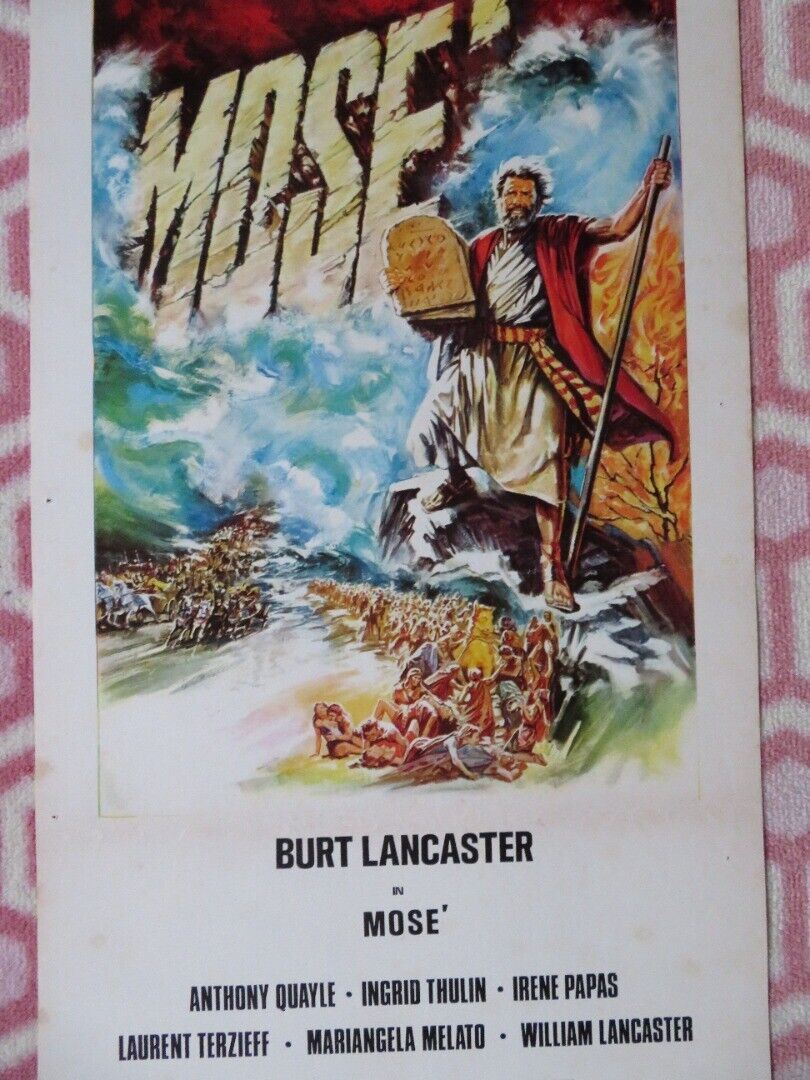 MOSE'
BURT LANCASTER
IN
MOSE'
ANTHONY QUAYLE • INGRID THULIN • IRENE PAPAS
LAURENT TERZIEFF • MARIANGELA MELATO • WILLIAM LANCASTER